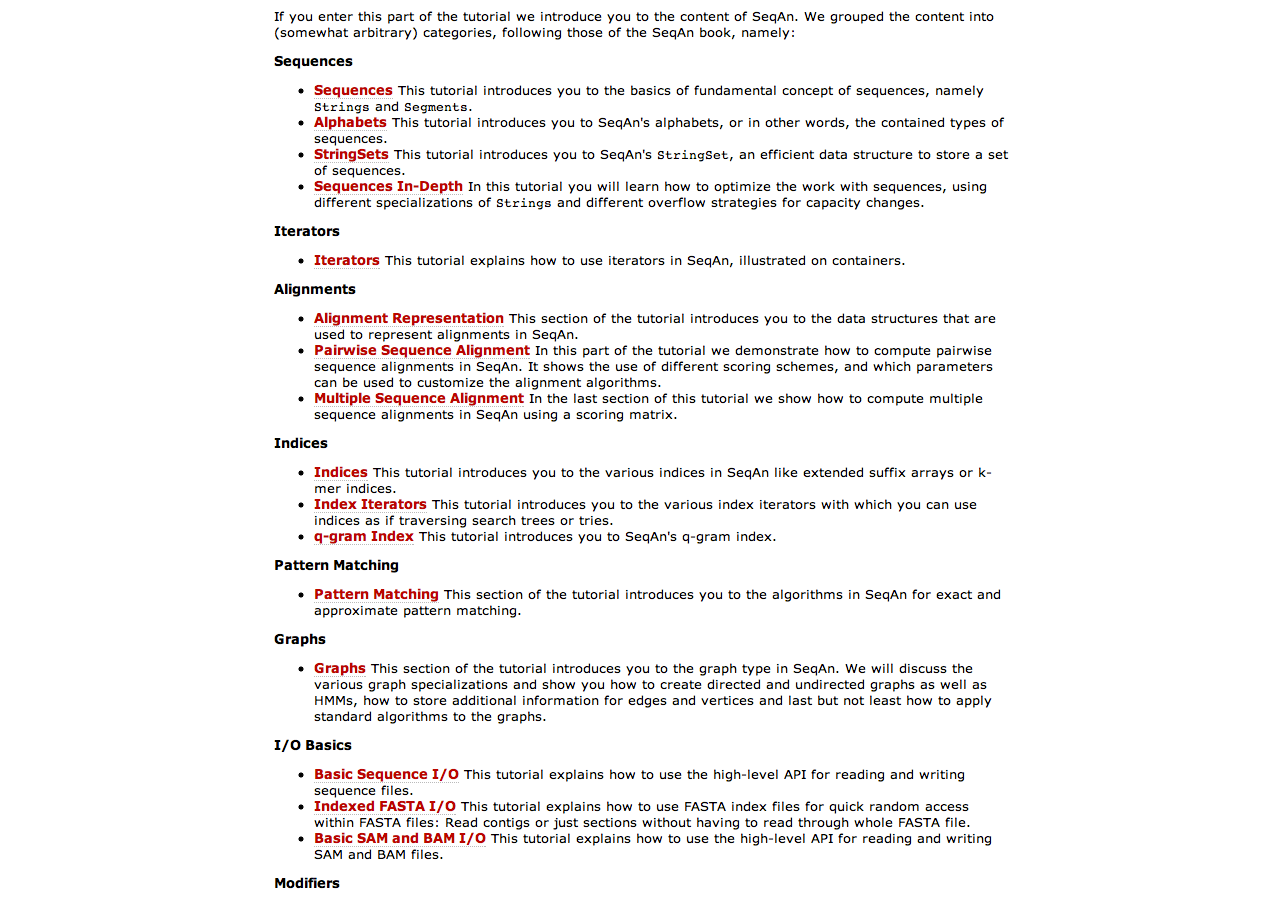 If you enter this part of the tutorial we introduce you to the content of SeqAn. We grouped the content into
(somewhat arbitrary) categories, following those of the SeqAn book, namely:
Sequences
Sequences This tutorial introduces you to the basics of fundamental concept of sequences, namely
Strings and Segments.
Alphabets This tutorial introduces you to SeqAn's alphabets, or in other words, the contained types of
sequences.
StringSets This tutorial introduces you to SeqAn's StringSet, an efficient data structure to store a set
of sequences.
Sequences In-Depth In this tutorial you will learn how to optimize the work with sequences, using
different specializations of Strings and different overflow strategies for capacity changes.
Iterators
Iterators This tutorial explains how to use iterators in SeqAn, illustrated on containers.
Alignments
Alignment Representation This section of the tutorial introduces you to the data structures that are
used to represent alignments in SeqAn.
Pairwise Sequence Alignment In this part of the tutorial we demonstrate how to compute pairwise
sequence alignments in SeqAn. It shows the use of different scoring schemes, and which parameters
can be used to customize the alignment algorithms.
Multiple Sequence Alignment In the last section of this tutorial we show how to compute multiple
sequence alignments in SeqAn using a scoring matrix.
Indices
Indices This tutorial introduces you to the various indices in SeqAn like extended suffix arrays or k-
mer indices.
Index Iterators This tutorial introduces you to the various index iterators with which you can use
indices as if traversing search trees or tries.
q-gram Index This tutorial introduces you to SeqAn's q-gram index.
Pattern Matching
Pattern Matching This section of the tutorial introduces you to the algorithms in SeqAn for exact and
approximate pattern matching.
Graphs
Graphs This section of the tutorial introduces you to the graph type in SeqAn. We will discuss the
various graph specializations and show you how to create directed and undirected graphs as well as
HMMs, how to store additional information for edges and vertices and last but not least how to apply
standard algorithms to the graphs.
I/O Basics
Basic Sequence I/O This tutorial explains how to use the high-level API for reading and writing
sequence files.
Indexed FASTA I/O This tutorial explains how to use FASTA index files for quick random access
within FASTA files: Read contigs or just sections without having to read through whole FASTA file.
Basic SAM and BAM I/O This tutorial explains how to use the high-level API for reading and writing
SAM and BAM files.
Modifiers